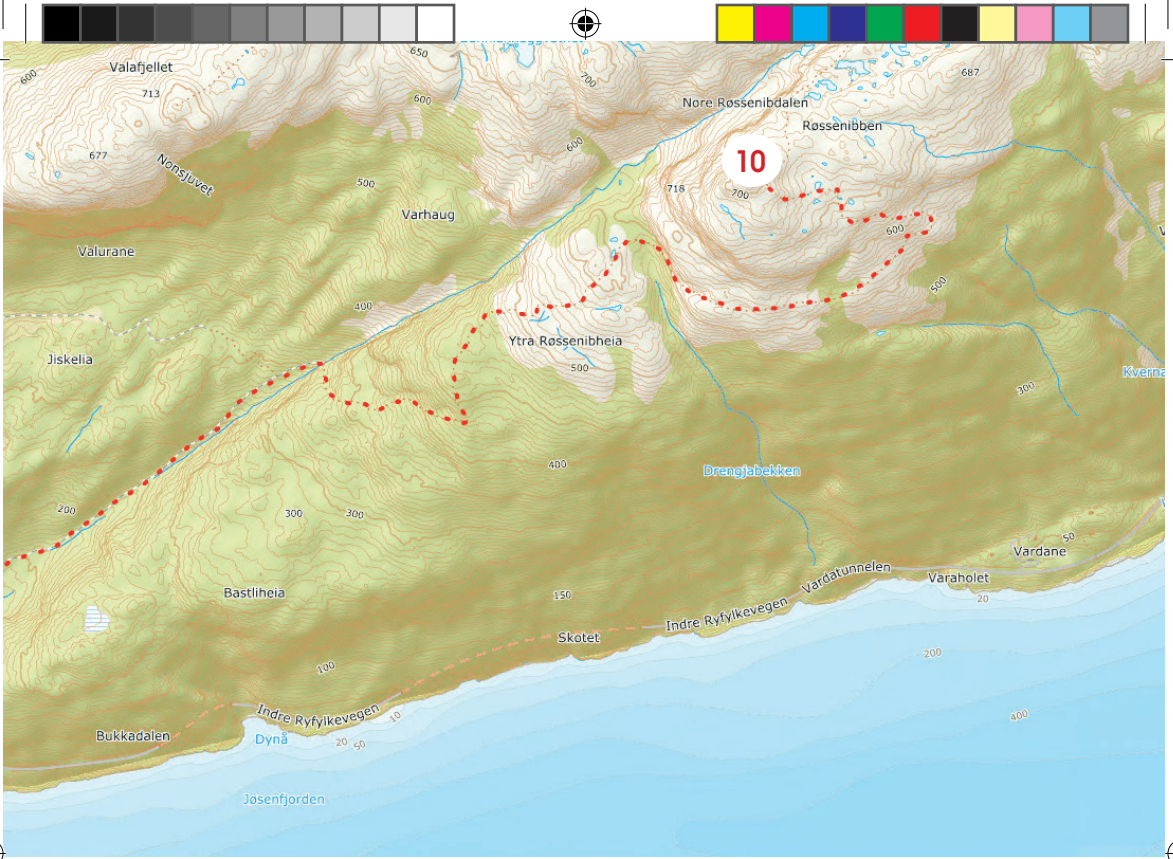 650
Valafjellet
600
700
687
713
600
Nøre Røssenibdalen
Røssenibben
600
677
10
Nonsjuvet
500
718
700
Varhaug
600
Valurane
500
400
Jiskelia
Ytra Røssenibheia
500
Kverna
300
400
Drengjabekken
200
300
300
50
Vardane
Vardatunnelen
Varaholet
Bastliheia
150
20
Indre Ryfylkevegen
Skotet
200
100
Indre Ryfylkevegen
10
400
Bukkadalen
Dynå
20
50
Jøsenfjorden